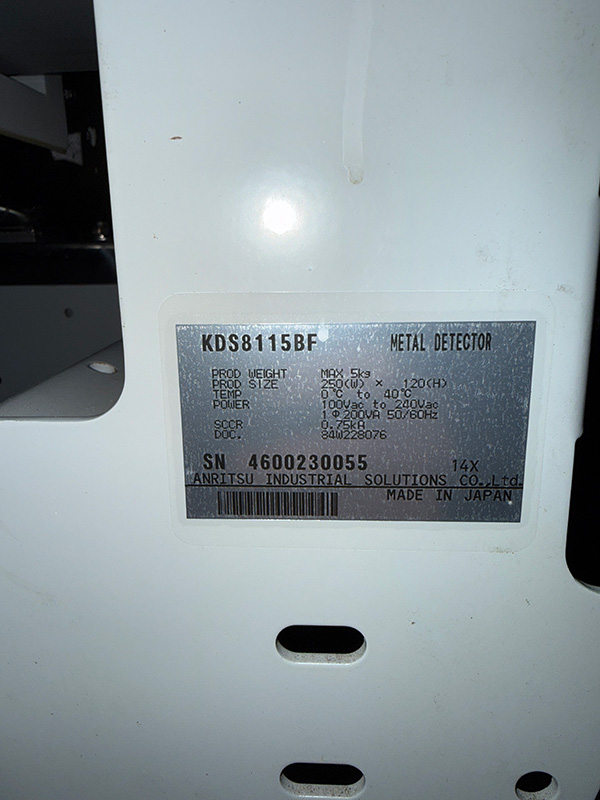 KDS8115BF METAL DETECTOR
PROD WEIGHT MAX 5kg
PROD SIZE 250(W) × 120(H)
TEMP 0℃ to 40℃
POWER 100Vac to 240Vac
1Φ200VA 50/60Hz
SCCR 0.75kA
DOC. 84W228076
SN 4600230055 14X
ANRITSU INDUSTRIAL SOLUTIONS CO.,Ltd.
MADE IN JAPAN